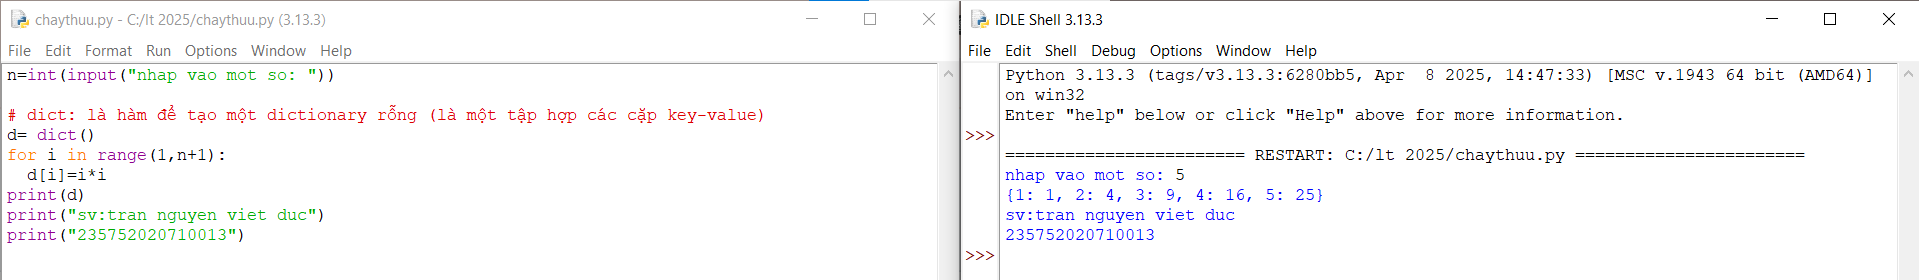 chaythuu.py - C:/lt 2025/chaythuu.py (3.13.3)
File Edit Format Run Options Window Help
n=int(input("nhap vao mot so: "))
# dict: là hàm để tạo một dictionary rỗng (là một tập hợp các cặp key-value)
d= dict()
for i in range(1,n+1):
  d[i]=i*i
print(d)
print("sv:tran nguyen viet duc")
print("235752020710013")
IDLE Shell 3.13.3
File Edit Shell Debug Options Window Help
Python 3.13.3 (tags/v3.13.3:6280bb5, Apr  8 2025, 14:47:33) [MSC v.1943 64 bit (AMD64)]
on win32
Enter "help" below or click "Help" above for more information.
>>>
======================== RESTART: C:/lt 2025/chaythuu.py =======================
nhap vao mot so: 5
{1: 1, 2: 4, 3: 9, 4: 16, 5: 25}
sv:tran nguyen viet duc
235752020710013
>>>